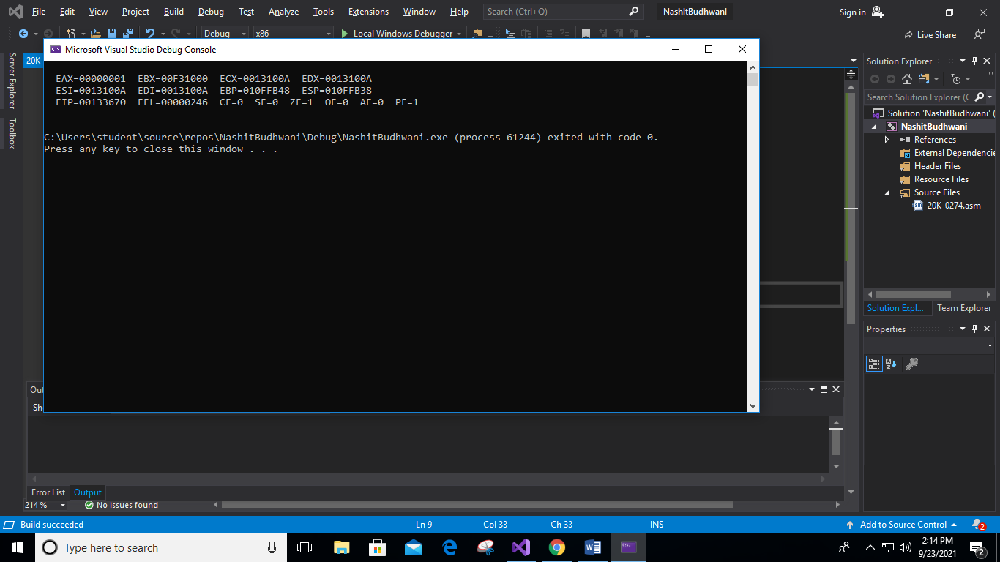 File Edit View Project Build Debug Test Analyze Tools Extensions Window Help Search (Ctrl+Q) NashitBudhwani Sign in
Debug x86 Local Windows Debugger Live Share
Server Explorer
Toolbox
20K
Microsoft Visual Studio Debug Console
EAX=00000001 EBX=00F31000 ECX=0013100A EDX=0013100A
ESI=0013100A EDI=0013100A EBP=010FFB48 ESP=010FFB38
EIP=00133670 EFL=00000246 CF=0 SF=0 ZF=1 OF=0 AF=0 PF=1
C:\Users\student\source\repos\NashitBudhwani\Debug\NashitBudhwani.exe (process 61244) exited with code 0.
Press any key to close this window . . .
Solution Explorer
Search Solution Explorer (C
Solution 'NashitBudhwani' (
NashitBudhwani
References
External Dependencie
Header Files
Resource Files
Source Files
20K-0274.asm
Solution Expl... Team Explorer
Properties
Out
Sh
Error List Output
214 % No issues found
Build succeeded Ln 9 Col 33 Ch 33 INS Add to Source Control 2
Type here to search
2:14 PM
9/23/2021
2